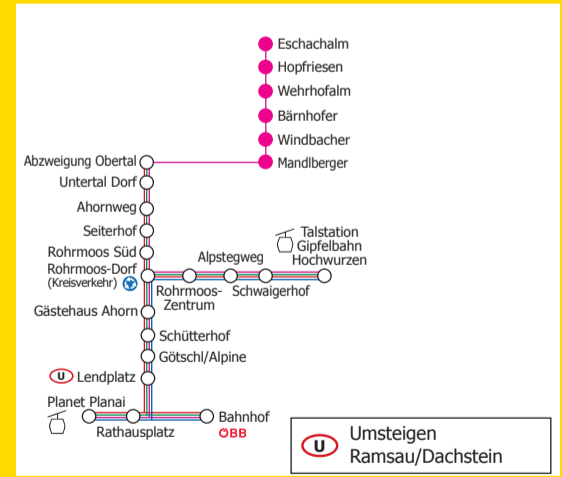 Eschachalm
Hopfriesen
Wehrhofalm
Bärnhofer
Windbacher
Mandlberger
Abzweigung Obertal
Untertal Dorf
Ahornweg
Seiterhof
Rohrmoos Süd
Rohrmoos-Dorf
(Kreisverkehr)
Talstation
Gipfelbahn
Hochwurzen
Alpstegweg
Rohrmoos-
Zentrum
Schwaigerhof
Gästehaus Ahorn
Schütterhof
Götschl/Alpine
U Lendplatz
Planet Planai
Rathausplatz
Bahnhof
ÖBB
U Umsteigen
Ramsau/Dachstein